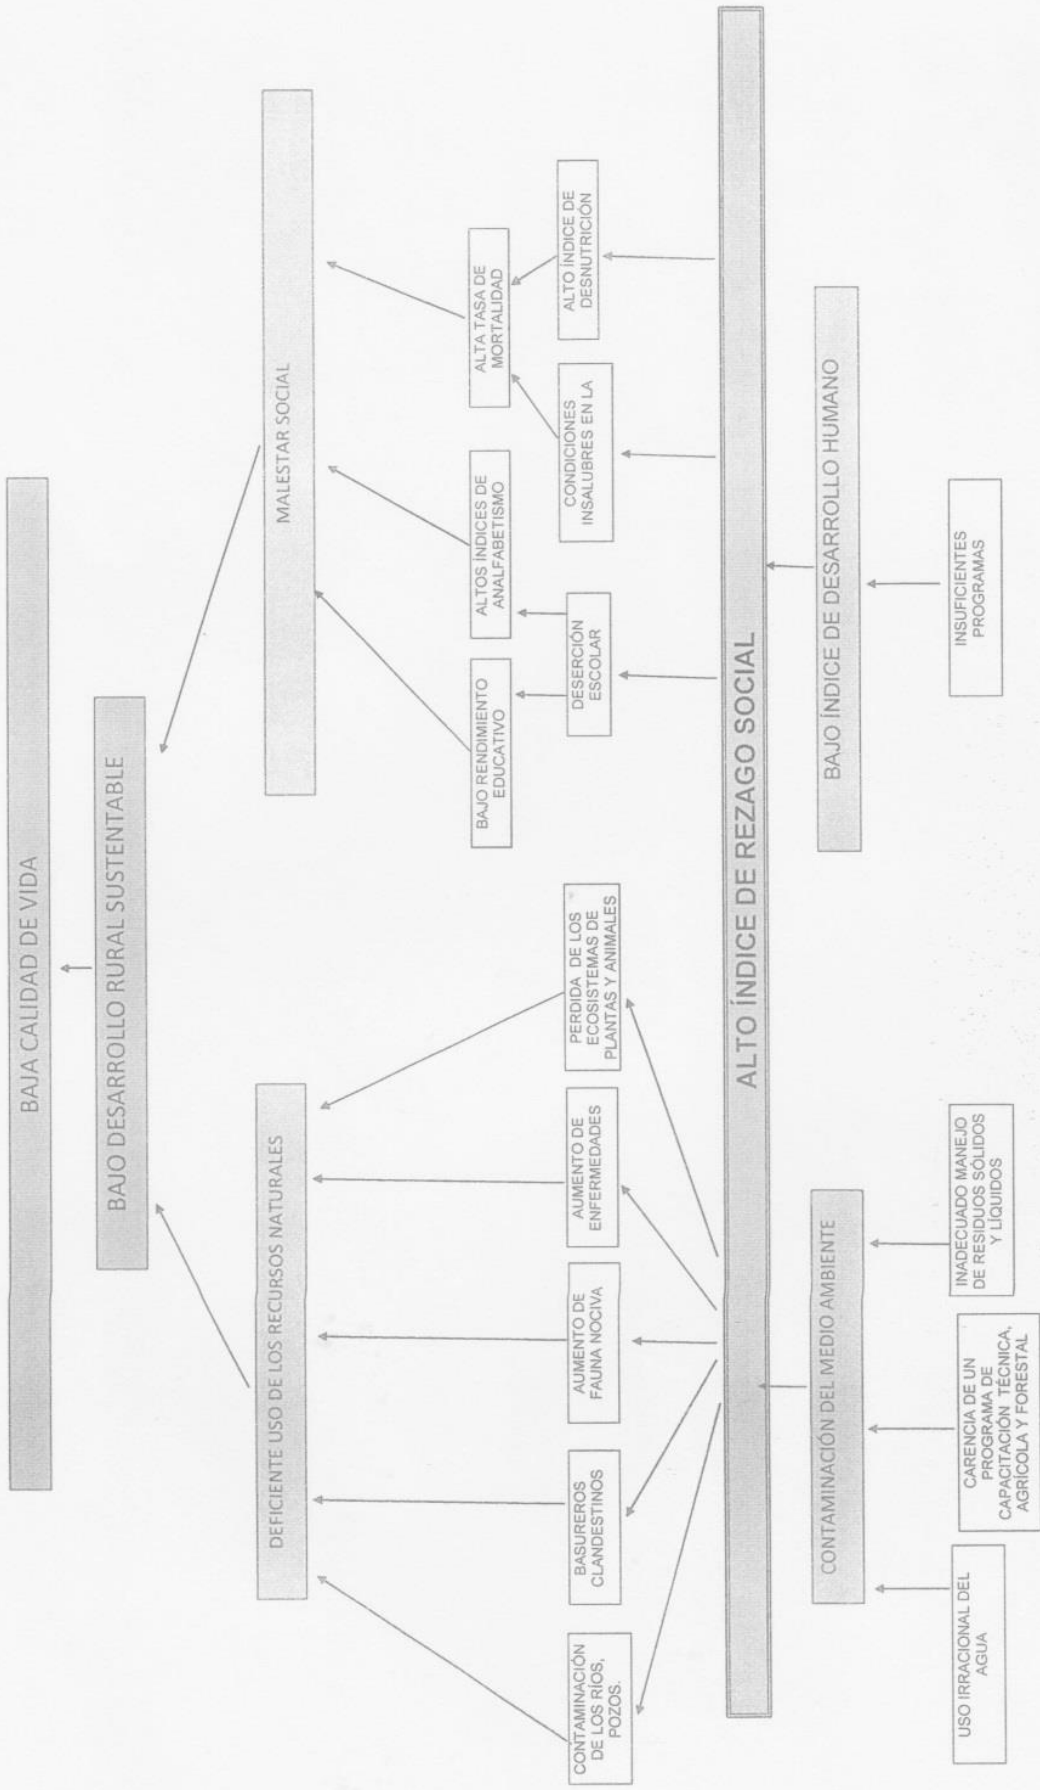 BAJA CALIDAD DE VIDA
BAJO DESARROLLO RURAL SUSTENTABLE
DEFICIENTE USO DE LOS RECURSOS NATURALES
MALESTAR SOCIAL
BAJO RENDIMIENTO
EDUCATIVO
ALTOS ÍNDICES DE
ANALFABETISMO
ALTA TASA DE
MORTALIDAD
CONTAMINACIÓN
DE LOS RÍOS,
POZOS.
BASUREROS
CLANDESTINOS
AUMENTO DE
FAUNA NOCIVA
AUMENTO DE
ENFERMEDADES
PERDIDA DE LOS
ECOSISTEMAS DE
PLANTAS Y ANIMALES
DESERCIÓN
ESCOLAR
CONDICIONES
INSALUBRES EN LA
ALTO ÍNDICE DE
DESNUTRICIÓN
ALTO ÍNDICE DE REZAGO SOCIAL
CONTAMINACIÓN DEL MEDIO AMBIENTE
BAJO ÍNDICE DE DESARROLLO HUMANO
USO IRRACIONAL DEL
AGUA
CARENCIA DE UN
PROGRAMA DE
CAPACITACIÓN TÉCNICA,
AGRÍCOLA Y FORESTAL
INADECUADO MANEJO
DE RESIDUOS SÓLIDOS
Y LÍQUIDOS
INSUFICIENTES
PROGRAMAS